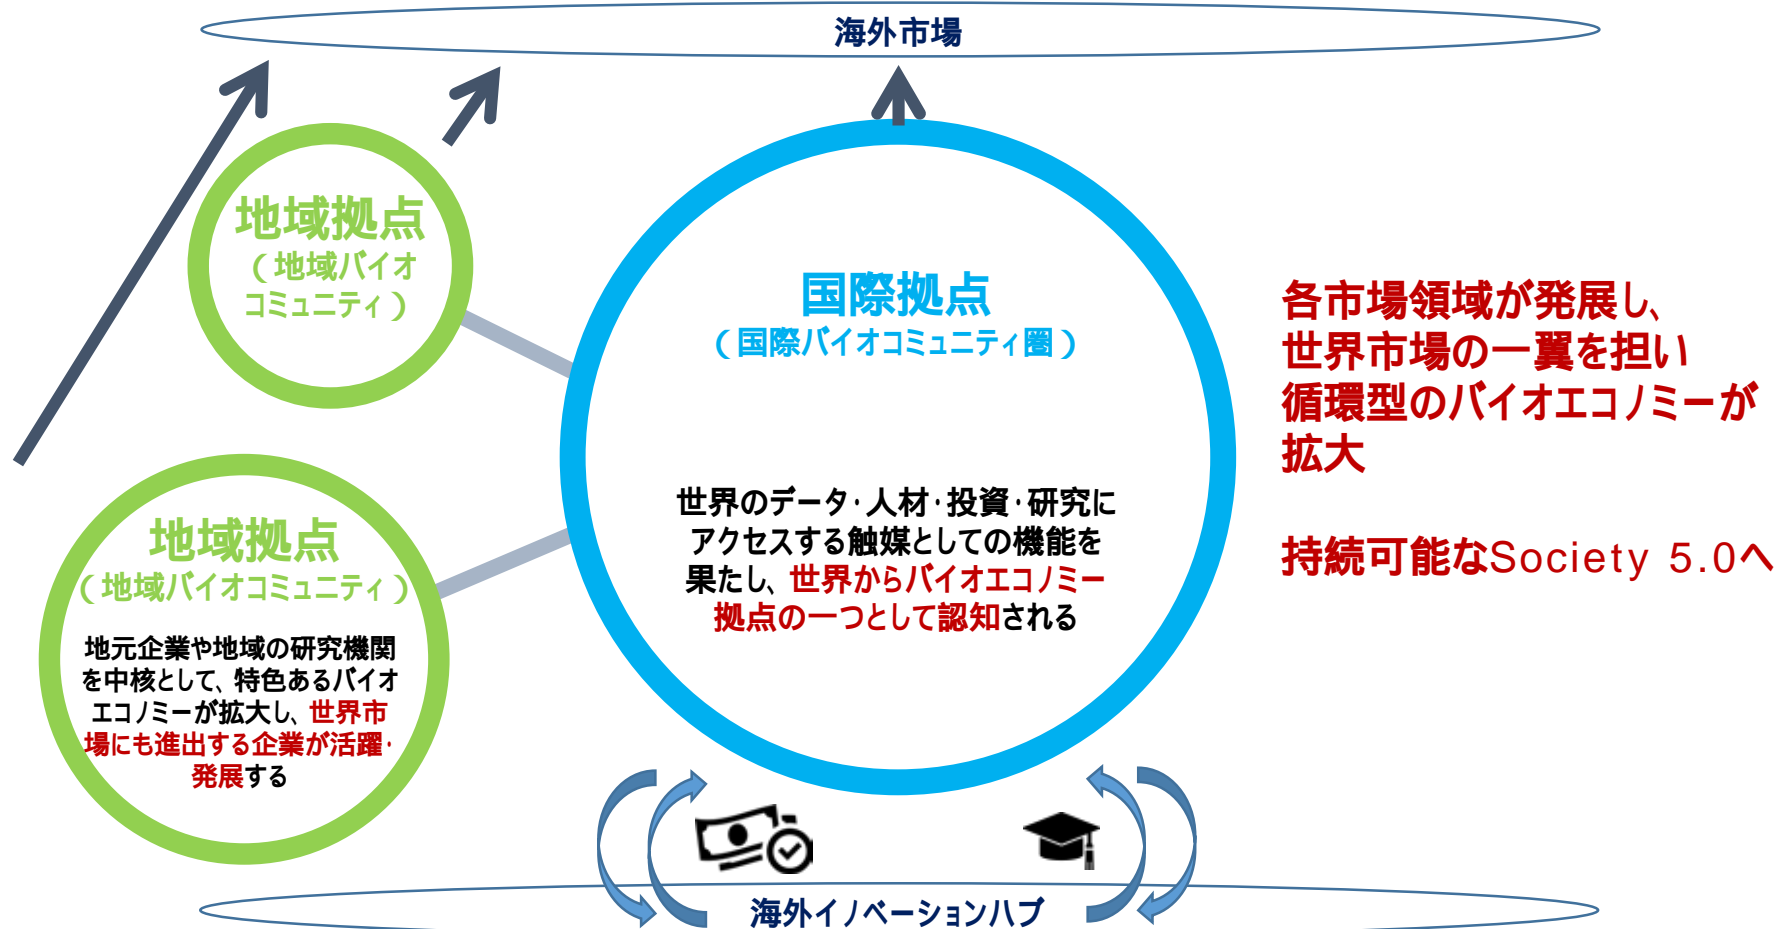 海外市場
地域拠点
（地域バイオ
コミュニティ）
国際拠点
（国際バイオコミュニティ圏）
世界のデータ・人材・投資・研究に
アクセスする触媒としての機能を
果たし、世界からバイオエコノミー
拠点の一つとして認知される
地域拠点
（地域バイオコミュニティ）
地元企業や地域の研究機関
を中核として、特色あるバイオ
エコノミーが拡大し、世界市
場にも進出する企業が活躍・
発展する
各市場領域が発展し、
世界市場の一翼を担い
循環型のバイオエコノミーが
拡大
持続可能なSociety 5.0へ
海外イノベーションハブ